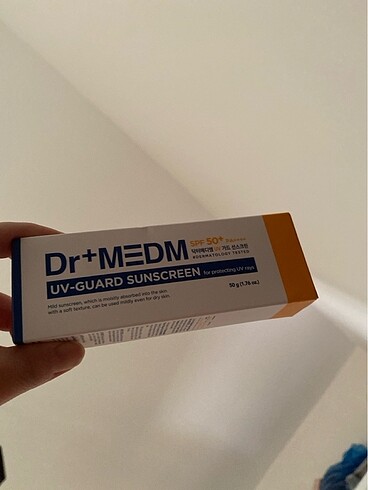 Dr+MEDM
SPF 50+ PA++++
닥터메디엠 UV가드 선스크린
#DERMATOLOGY TESTED
UV-GUARD SUNSCREEN for protecting UV rays
Mild sunscreen, which is moistly absorbed into the skin
with a soft texture, can be used mildly even for dry skin.
50 g (1.76 oz.)